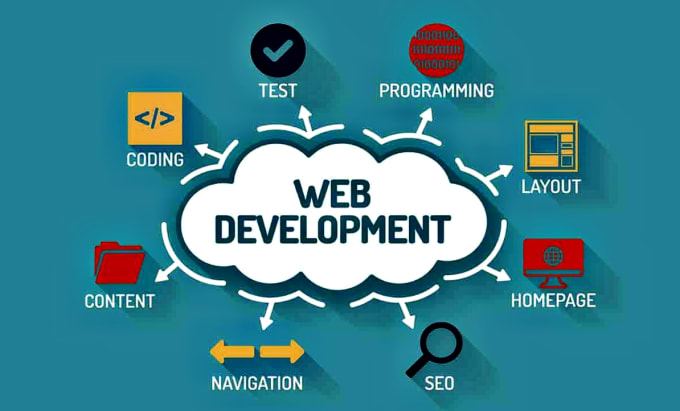 TEST
PROGRAMMING
</>
CODING
LAYOUT
WEB
DEVELOPMENT
CONTENT
HOMEPAGE
NAVIGATION
SEO